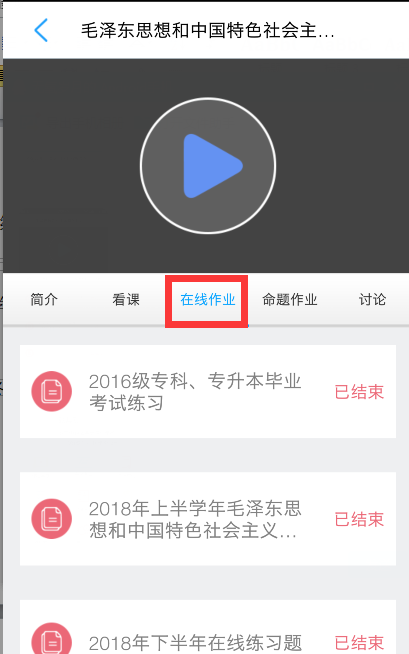 毛泽东思想和中国特色社会主...
简介 看课 在线作业 命题作业 讨论
2016级专科、专升本毕业
考试练习
已结束
2018年上半学年毛泽东思
想和中国特色社会主义...
已结束
2018年下半年在线练习题
已结束